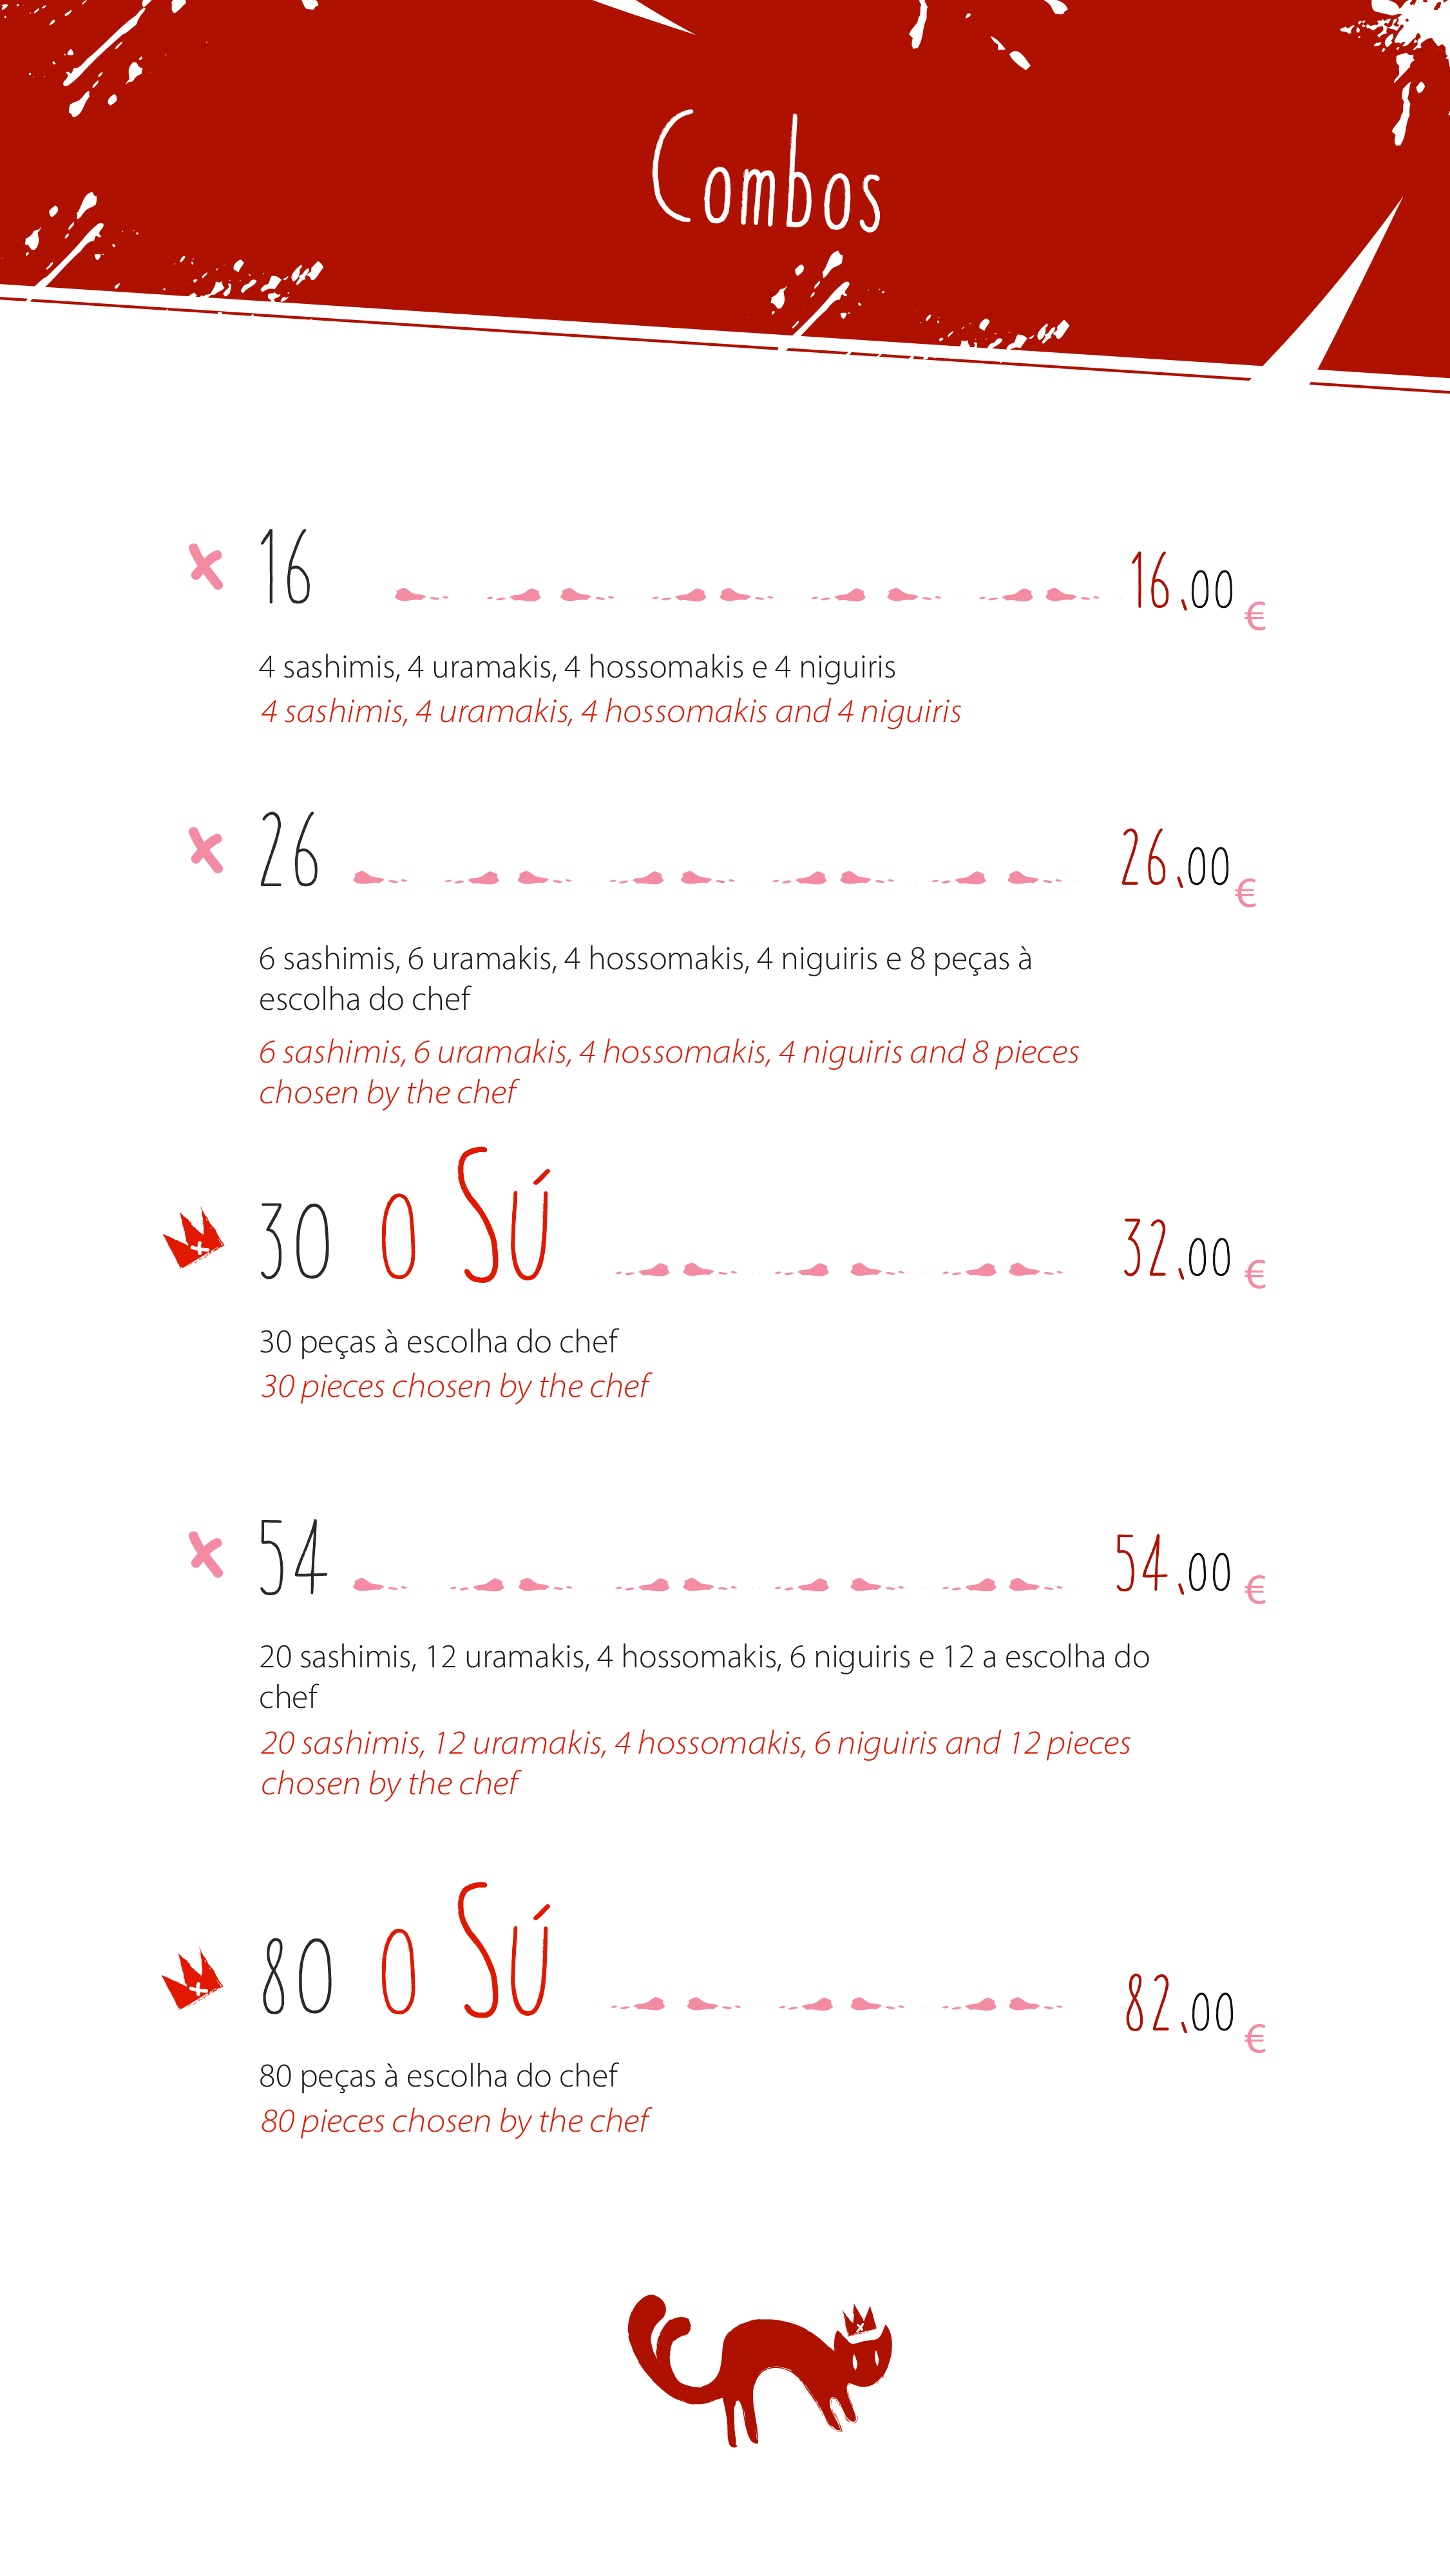 Combos
16 16,00 €
4 sashimis, 4 uramakis, 4 hossomakis e 4 niguiris
4 sashimis, 4 uramakis, 4 hossomakis and 4 niguiris
26 26,00 €
6 sashimis, 6 uramakis, 4 hossomakis, 4 niguiris e 8 peças à
escolha do chef
6 sashimis, 6 uramakis, 4 hossomakis, 4 niguiris and 8 pieces
chosen by the chef
30 o Sú 32,00 €
30 peças à escolha do chef
30 pieces chosen by the chef
54 54,00 €
20 sashimis, 12 uramakis, 4 hossomakis, 6 niguiris e 12 a escolha do
chef
20 sashimis, 12 uramakis, 4 hossomakis, 6 niguiris and 12 pieces
chosen by the chef
80 o Sú 82,00 €
80 peças à escolha do chef
80 pieces chosen by the chef